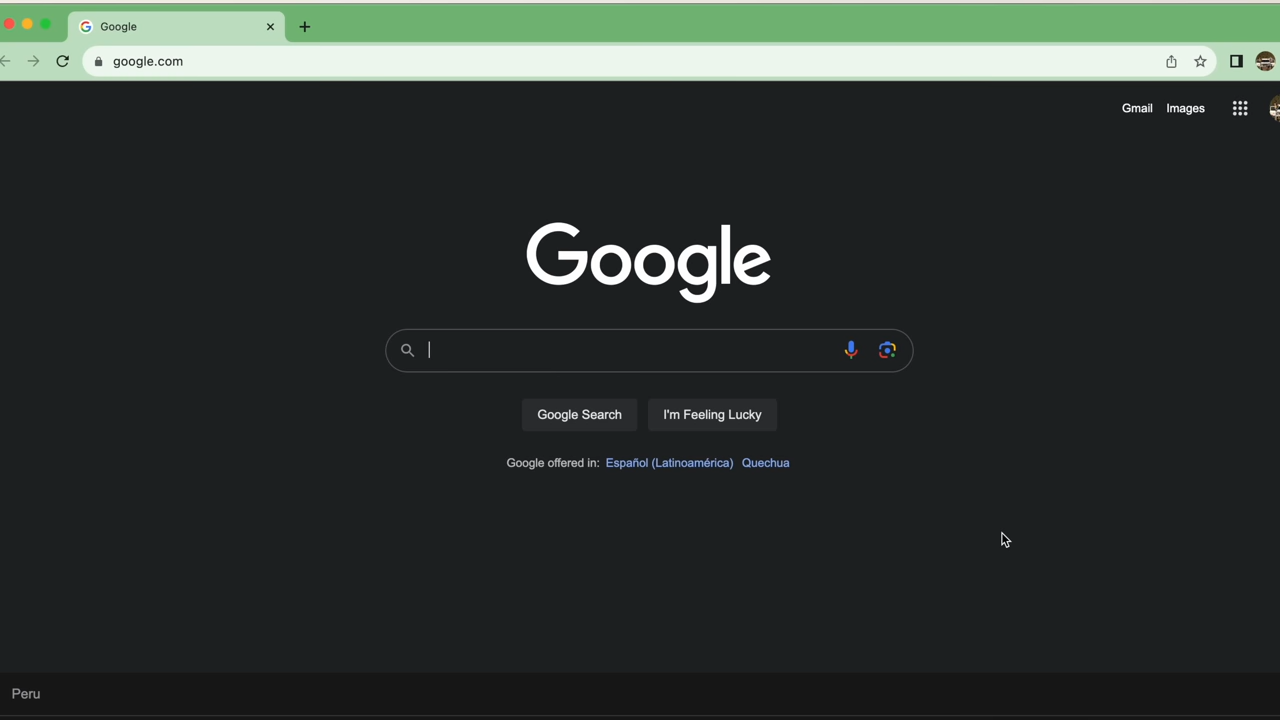 Google
google.com
Gmail Images
Google
Google Search I'm Feeling Lucky
Google offered in: Español (Latinoamérica) Quechua
Peru